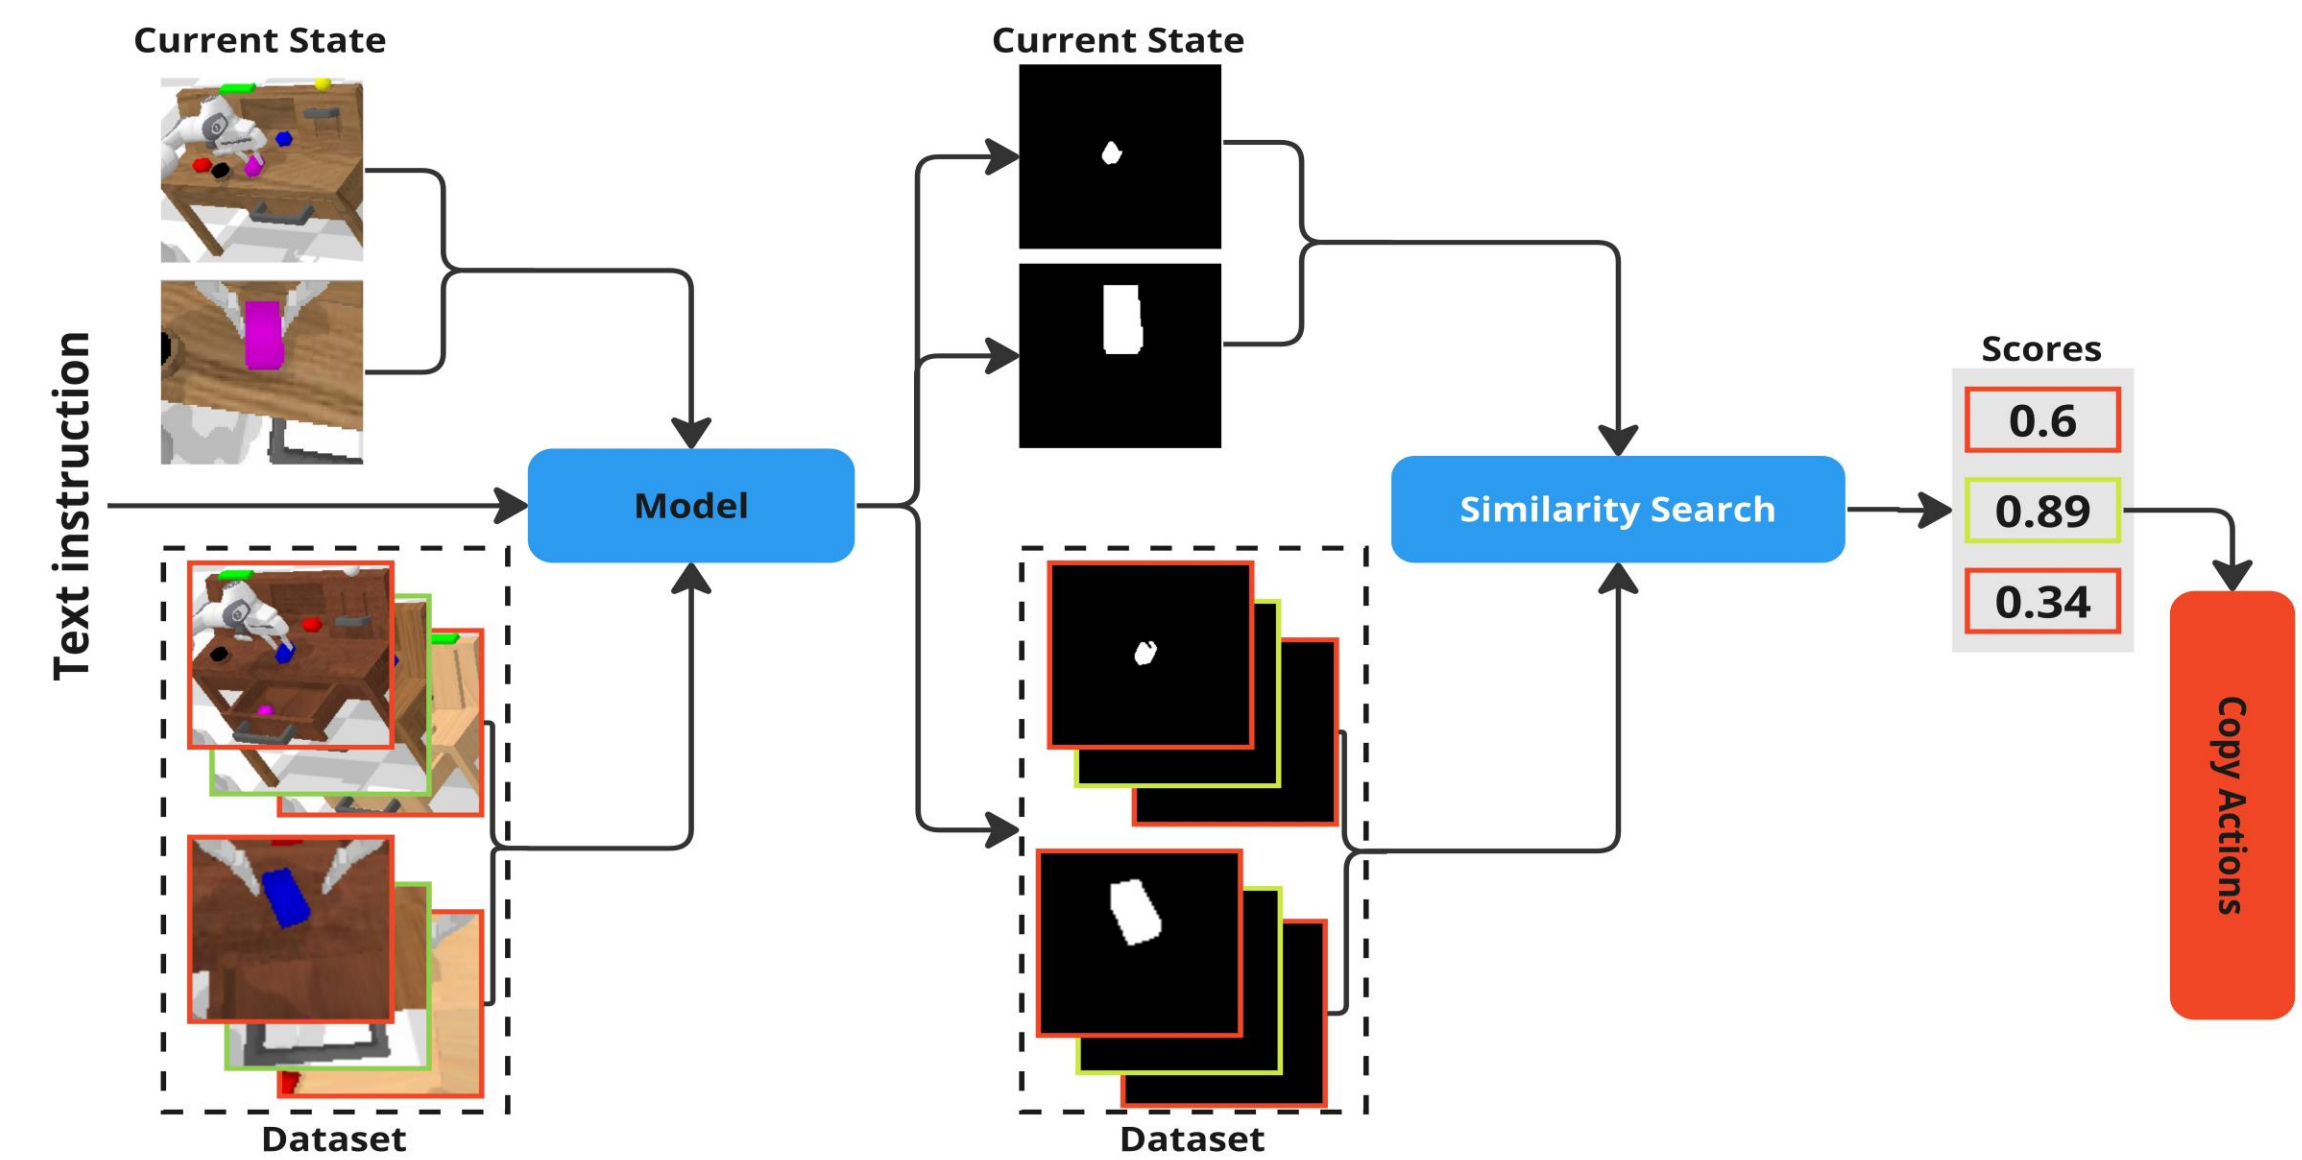 Current State
Current State
Text instruction
Model
Similarity Search
Scores
0.6
0.89
0.34
Copy Actions
Dataset
Dataset